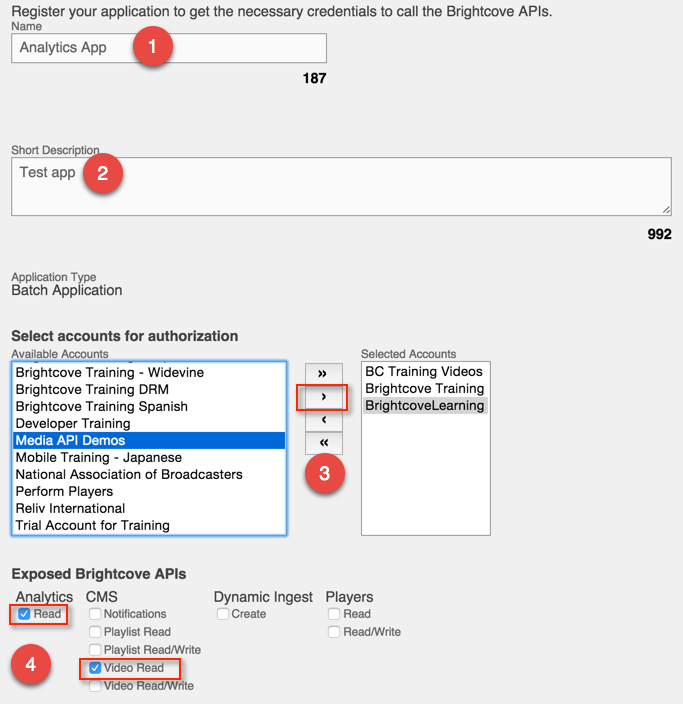 Register your application to get the necessary credentials to call the Brightcove APIs.
Name
Analytics App
1
187
Short Description
Test app
2
992
Application Type
Batch Application
Select accounts for authorization
Available Accounts
Selected Accounts
Brightcove Training - Widevine
Brightcove Training DRM
Brightcove Training Spanish
Developer Training
Media API Demos
Mobile Training - Japanese
National Association of Broadcasters
Perform Players
Reliv International
Trial Account for Training
»
›
‹
«
3
BC Training Videos
Brightcove Training
BrightcoveLearning
Exposed Brightcove APIs
Analytics CMS Dynamic Ingest Players
Read Notifications Create Read
Playlist Read Read/Write
Playlist Read/Write
4 Video Read
Video Read/Write